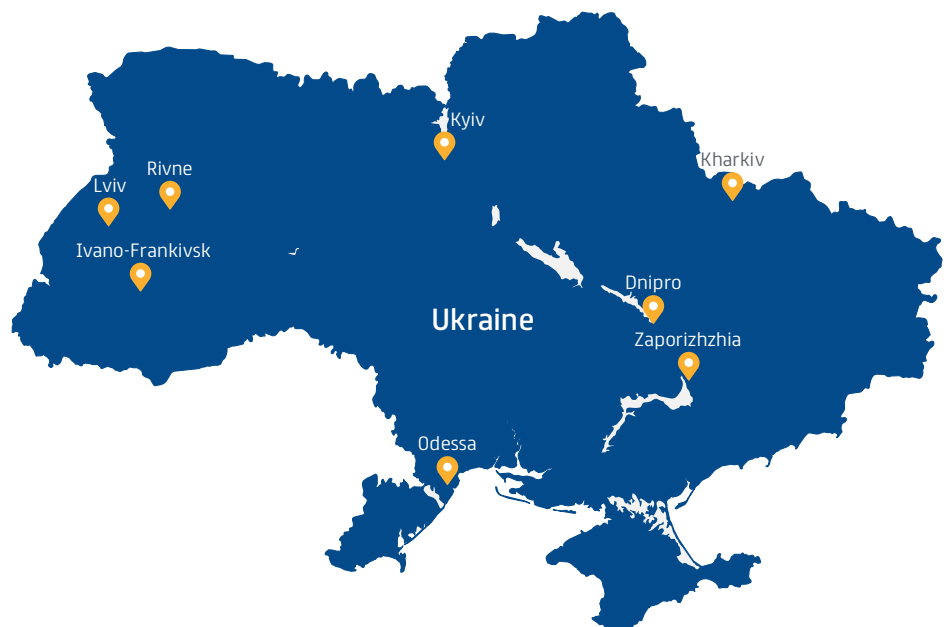 Kyiv
Kharkiv
Rivne
Lviv
Ivano-Frankivsk
Dnipro
Ukraine
Zaporizhzhia
Odessa